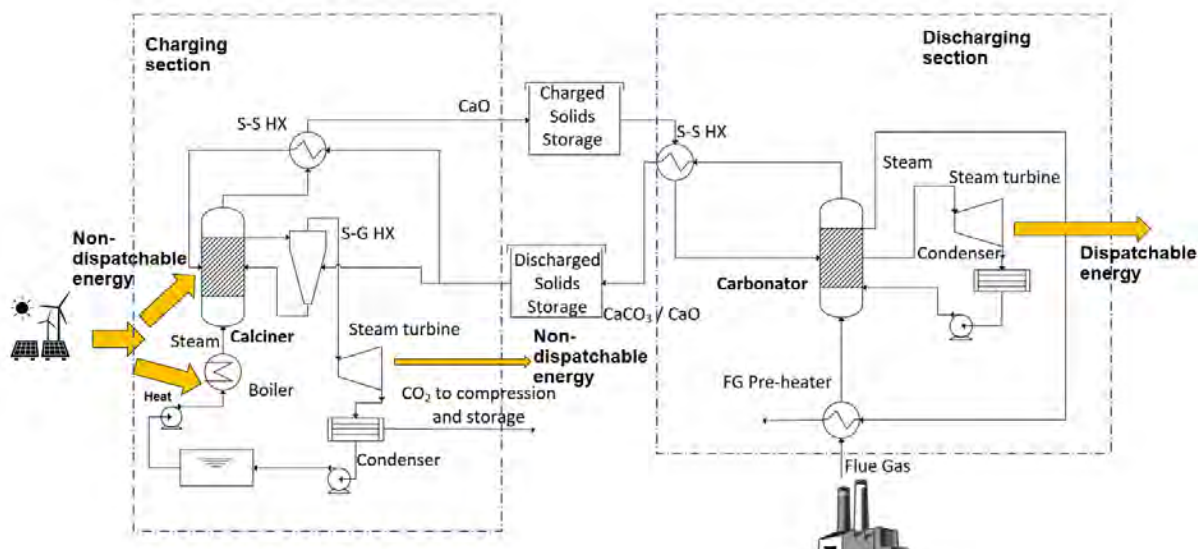 Charging
section
Discharging
section
CaO
Charged
Solids
Storage
S-S HX
S-S HX
Steam
Steam turbine
S-G HX
Non-
dispatchable
energy
Condenser
Dispatchable
energy
Discharged
Solids
Storage
Carbonator
CaCO₃ / CaO
Steam
Calciner
Steam turbine
Non-
dispatchable
energy
Boiler
Heat
FG Pre-heater
CO₂ to compression
and storage
Condenser
Flue Gas